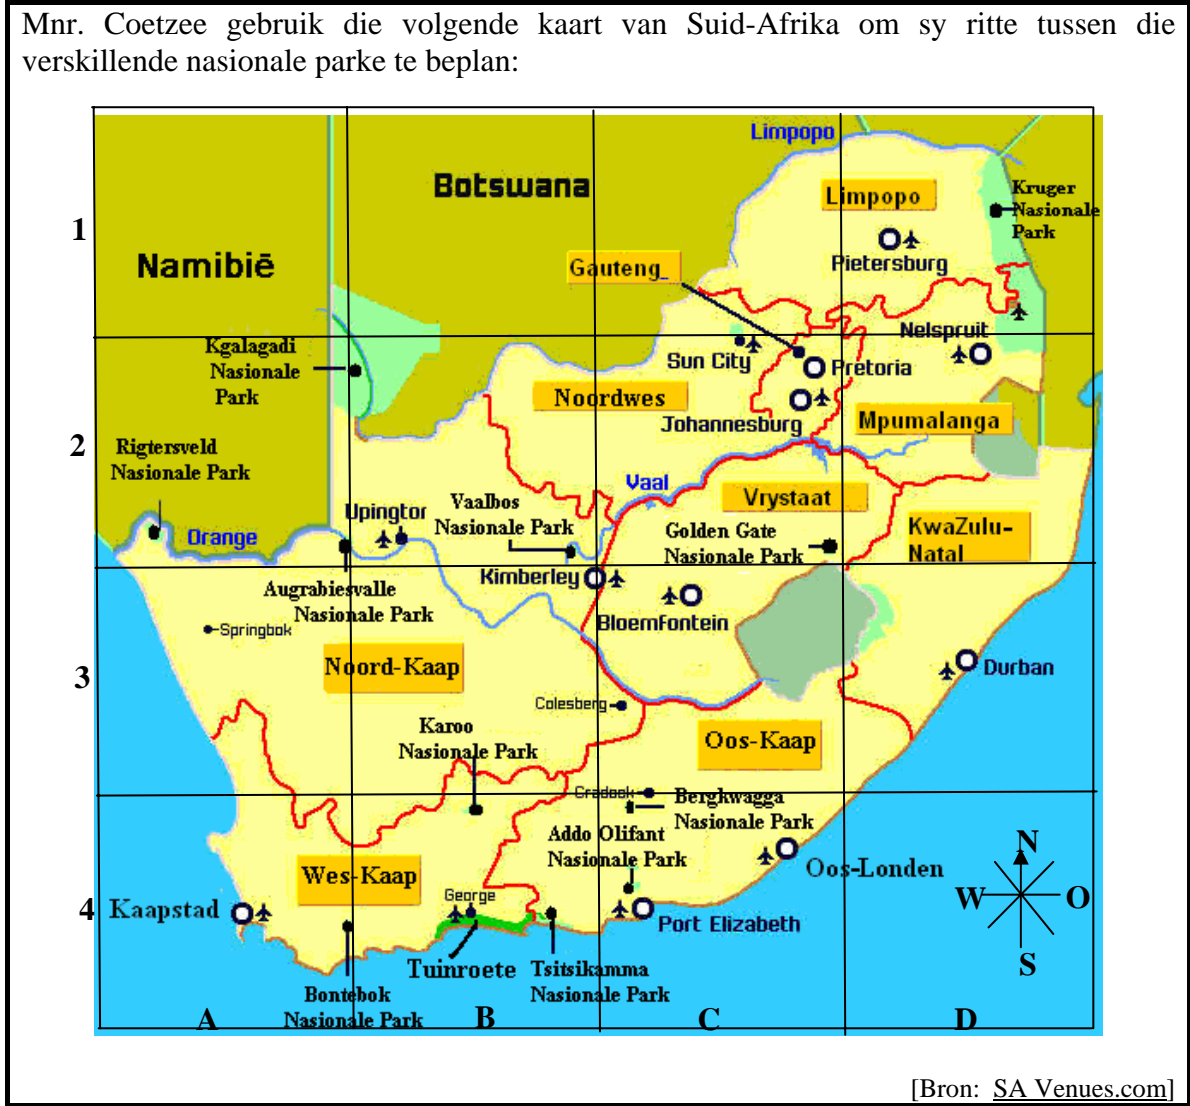 Mnr. Coetzee gebruik die volgende kaart van Suid-Afrika om sy ritte tussen die
verskillende nasionale parke te beplan:
Limpopo
Botswana
Limpopo
Kruger
Nasionale
Park
1
Namibië
Gauteng_
Pietersburg
Kgalagadi
Nasionale
Park
Nelspruit
Sun City
Pretoria
Noordwes
Johannesburg
Mpumalanga
2
Rigtersveld
Nasionale Park
Vaal
Vrystaat
Upingtor
Vaalbos
Nasionale Park
Orange
Golden Gate
Nasionale Park
KwaZulu-
Natal
Kimberley
Augrabiesvalle
Nasionale Park
Bloemfontein
Springbok
Noord-Kaap
3
Durban
Colesberg
Karoo
Nasionale Park
Oos-Kaap
Cradock
Bergkwagga
Nasionale Park
Addo Olifant
Nasionale Park
Wes-Kaap
Oos-Londen
N
George
W
O
4
Kaapstad
Port Elizabeth
S
Tuinroete
Tsitsikamma
Nasionale Park
Bontebok
Nasionale Park
A
B
C
D
[Bron: SA Venues.com]